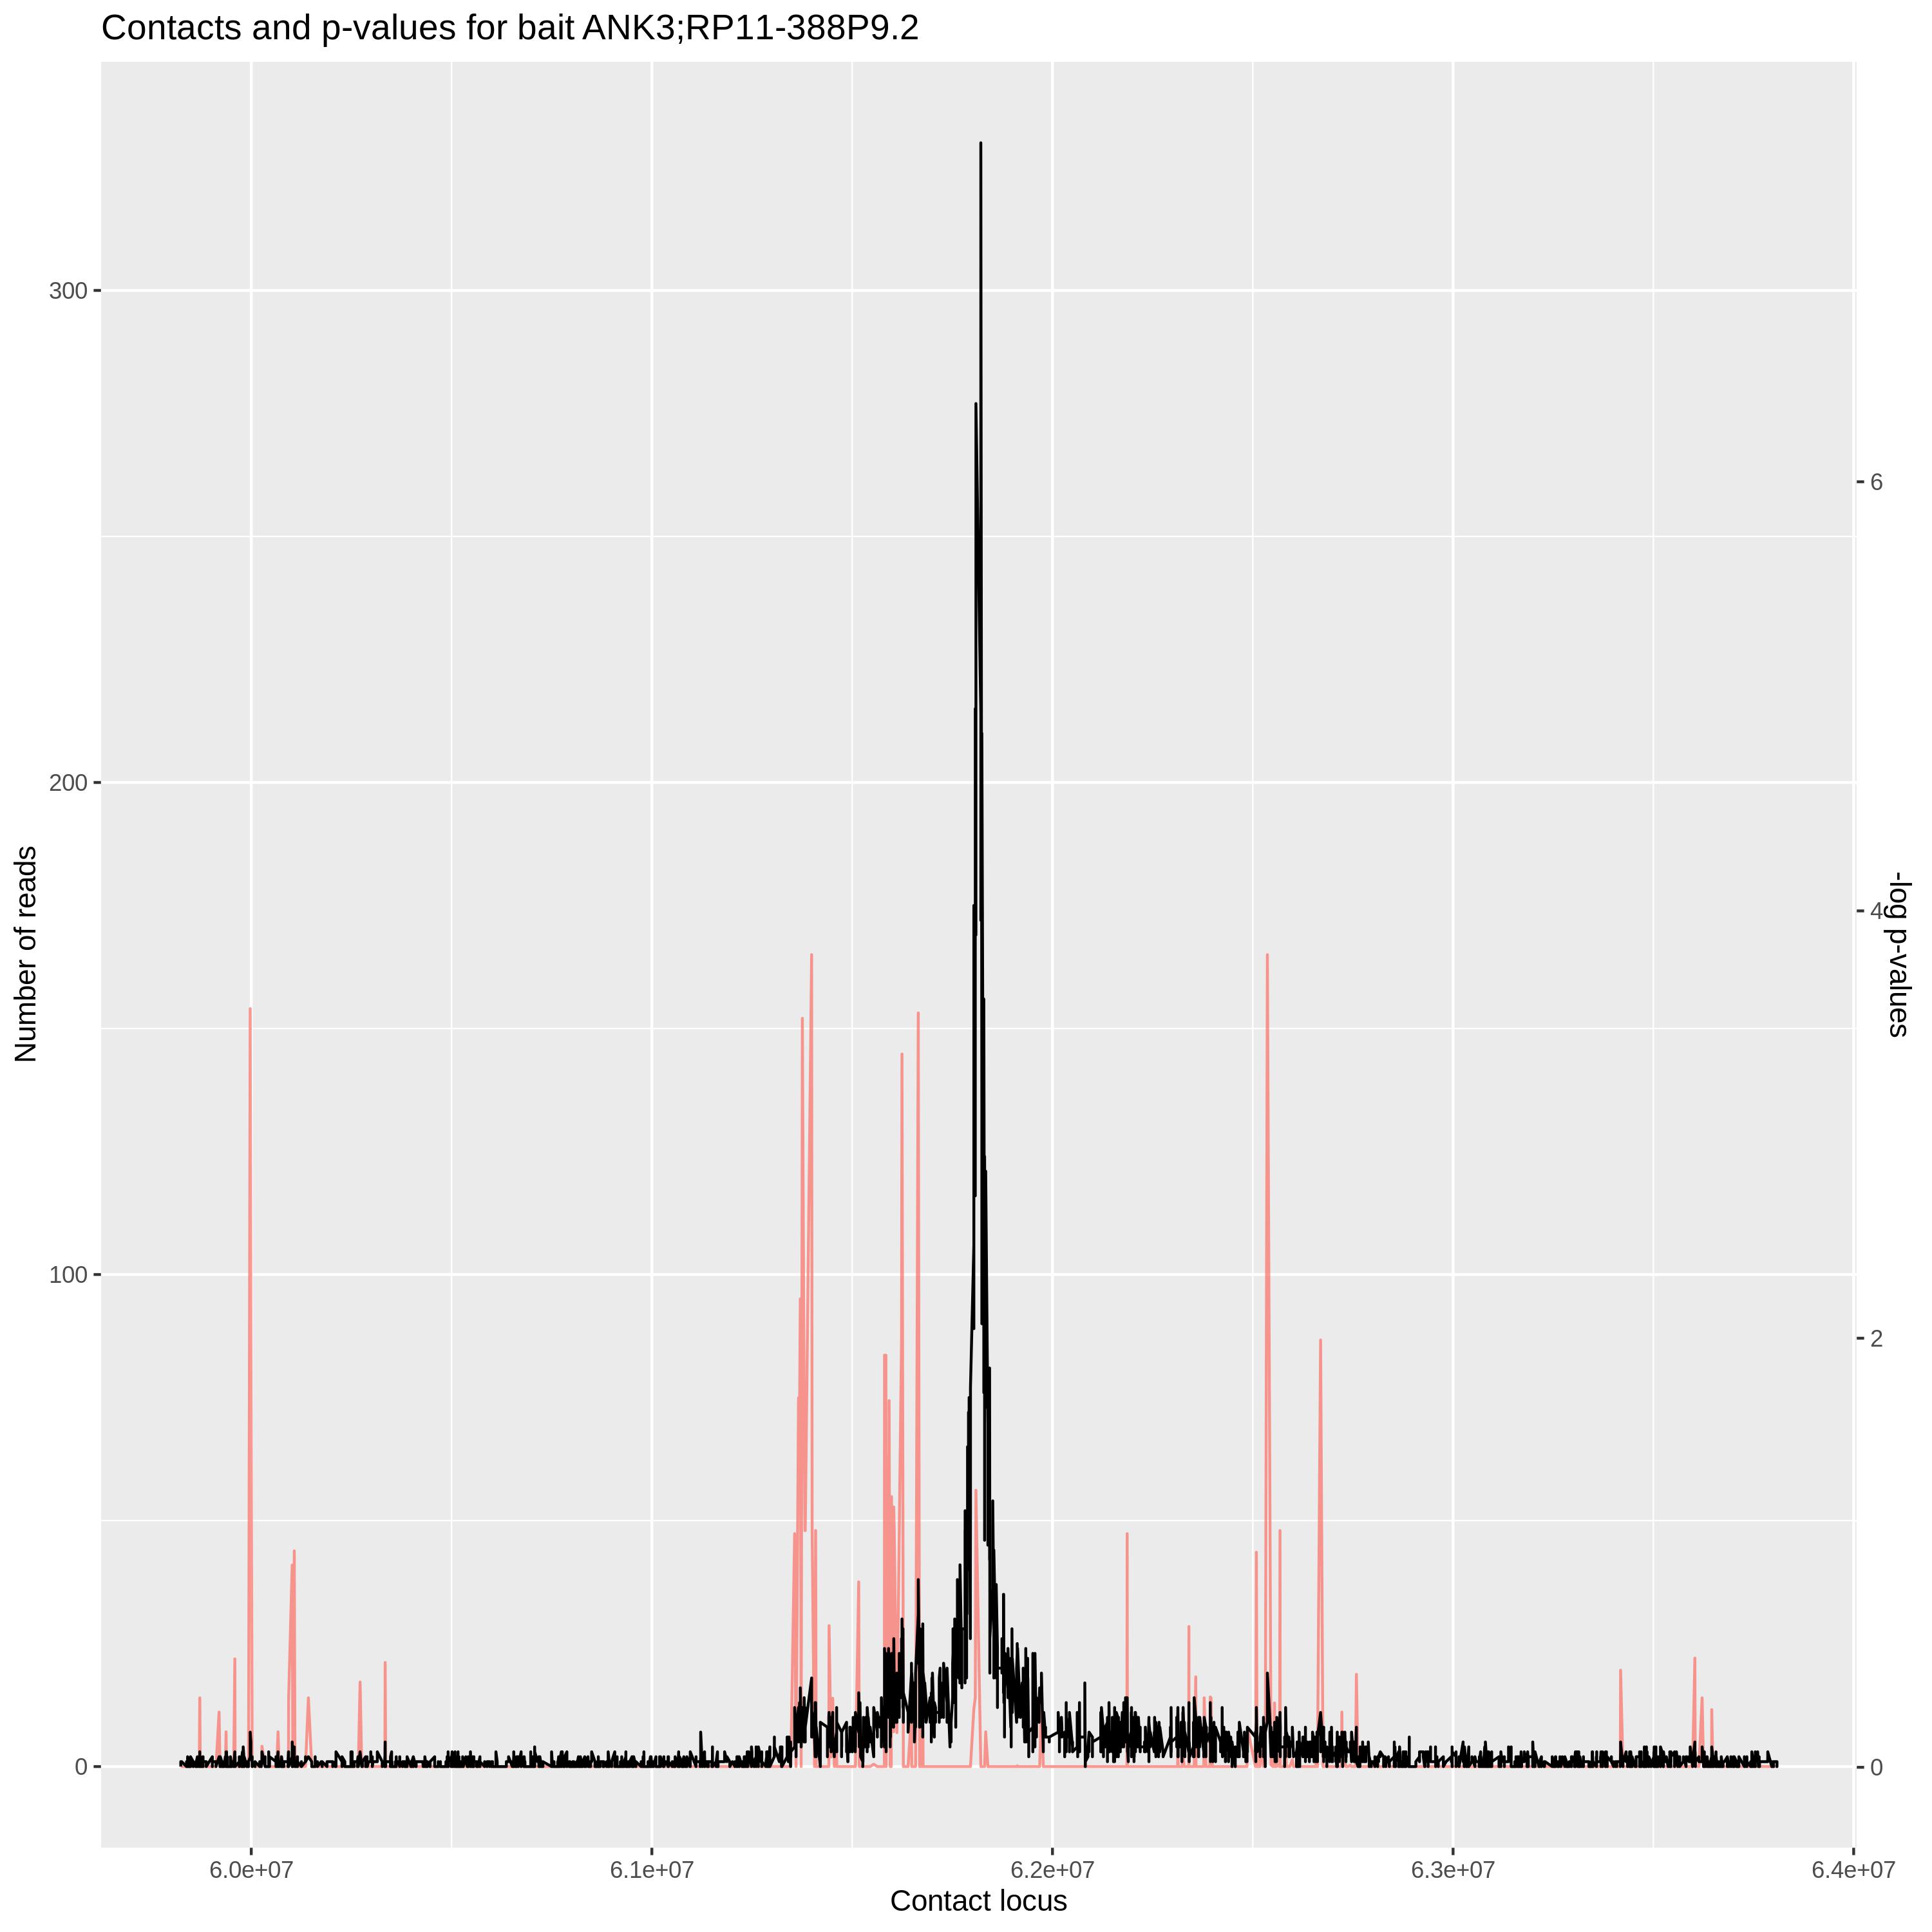 Contacts and p-values for bait ANK3;RP11-388P9.2
300
200
100
0
Number of reads
6
4
2
0
-log p-values
6.0e+07
6.1e+07
6.2e+07
6.3e+07
6.4e+07
Contact locus